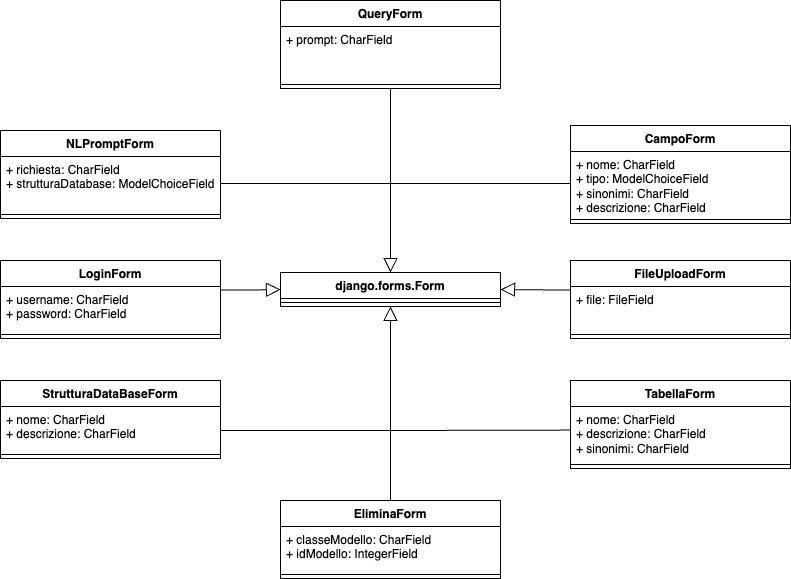 QueryForm
+ prompt: CharField
NLPromptForm
+ richiesta: CharField
+ strutturaDatabase: ModelChoiceField
CampoForm
+ nome: CharField
+ tipo: ModelChoiceField
+ sinonimi: CharField
+ descrizione: CharField
LoginForm
+ username: CharField
+ password: CharField
django.forms.Form
FileUploadForm
+ file: FileField
StrutturaDataBaseForm
+ nome: CharField
+ descrizione: CharField
TabellaForm
+ nome: CharField
+ descrizione: CharField
+ sinonimi: CharField
EliminaForm
+ classeModello: CharField
+ idModello: IntegerField